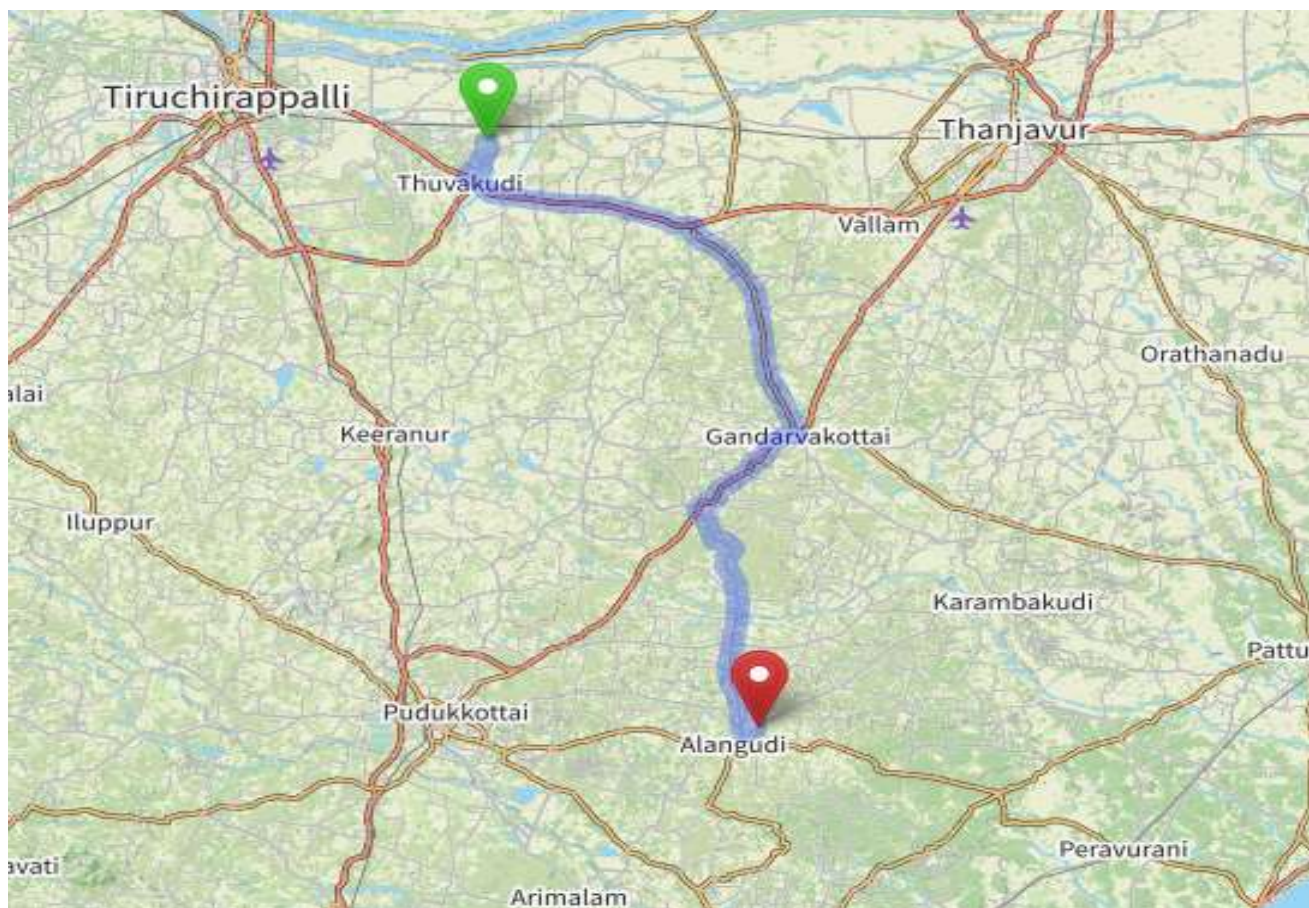 Tiruchirappalli
Thanjavur
Thuvakudi
Vallam
Orathanadu
alai
Keeranur
Gandarvakottai
Iluppur
Karambakudi
Pattu
Pudukkottai
Alangudi
Peravurani
avati
Arimalam